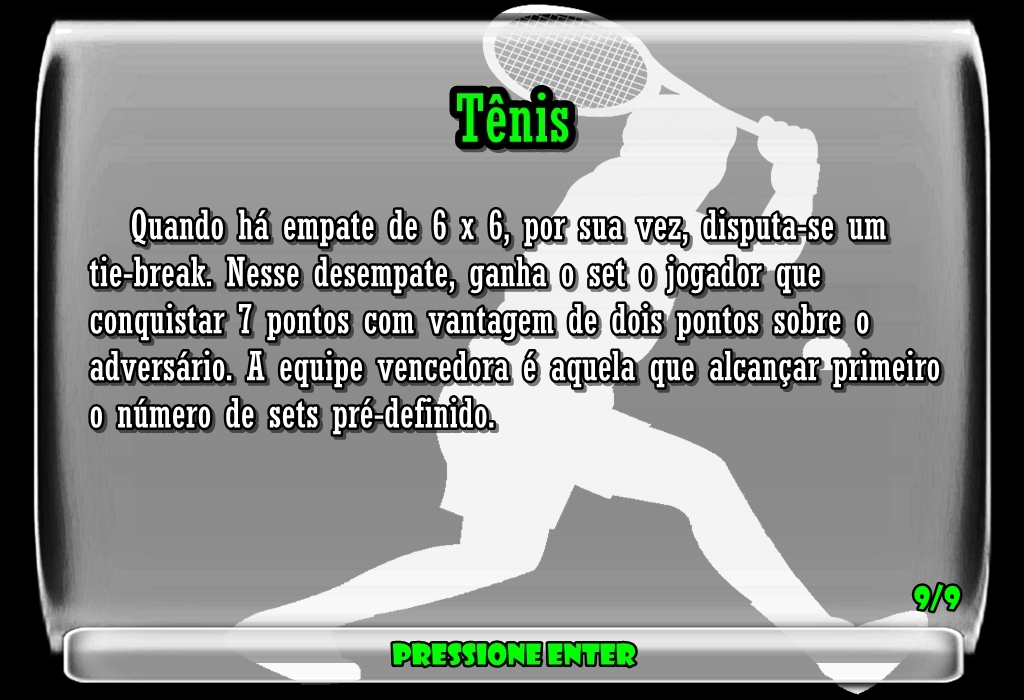 Tênis
Quando há empate de 6 x 6, por sua vez, disputa-se um
tie-break. Nesse desempate, ganha o set o jogador que
conquistar 7 pontos com vantagem de dois pontos sobre o
adversário. A equipe vencedora é aquela que alcançar primeiro
o número de sets pré-definido.
9/9
PRESSIONE ENTER